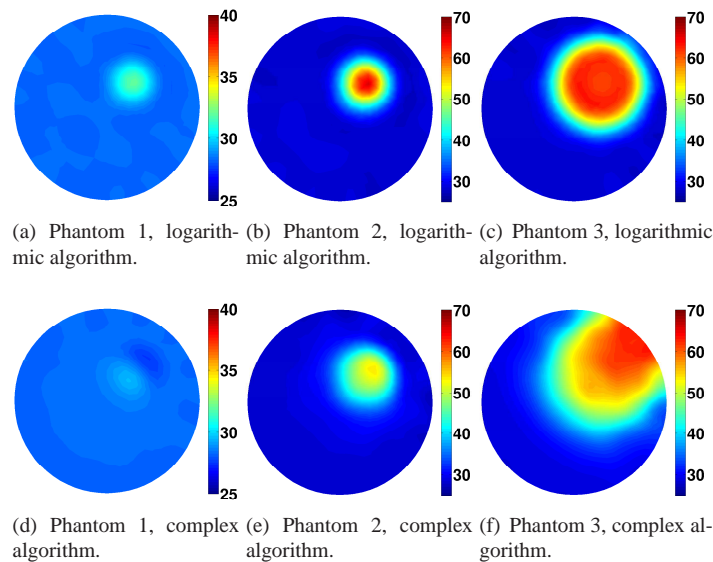 40
35
30
25
70
60
50
40
30
70
60
50
40
30
(a) Phantom 1, logarith-
mic algorithm.
(b) Phantom 2, logarith-
mic algorithm.
(c) Phantom 3, logarithmic
algorithm.
40
35
30
25
70
60
50
40
30
70
60
50
40
30
(d) Phantom 1, complex
algorithm.
(e) Phantom 2, complex
algorithm.
(f) Phantom 3, complex al-
gorithm.